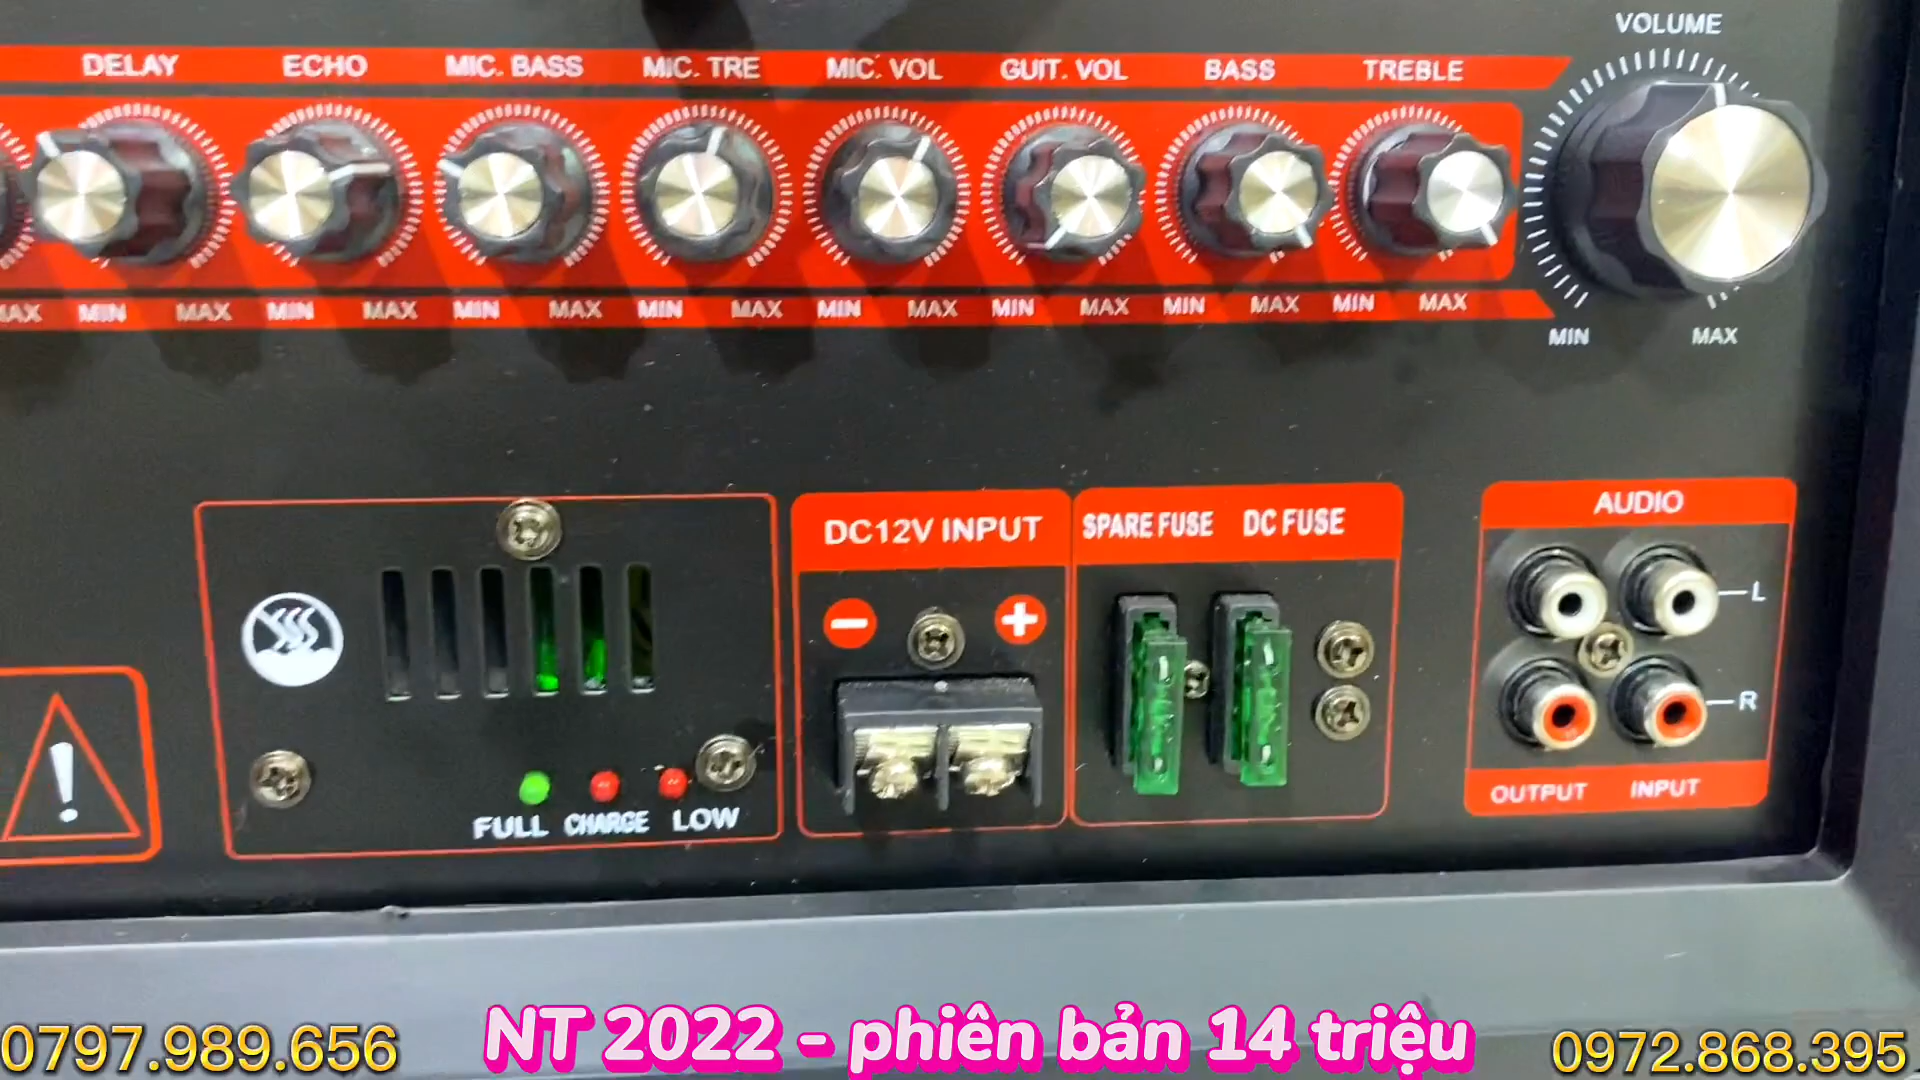 VOLUME
DELAY ECHO MIC. BASS MIC. TRE MIC. VOL GUIT. VOL BASS TREBLE
MAX MIN MAX MIN MAX MIN MAX MIN MAX MIN MAX MIN MAX MIN MAX MIN MAX
MIN MAX
DC12V INPUT
SPARE FUSE DC FUSE
AUDIO
L
R
OUTPUT INPUT
FULL CHARGE LOW
0797.989.656
NT 2022 - phiên bản 14 triệu
0972.868.395